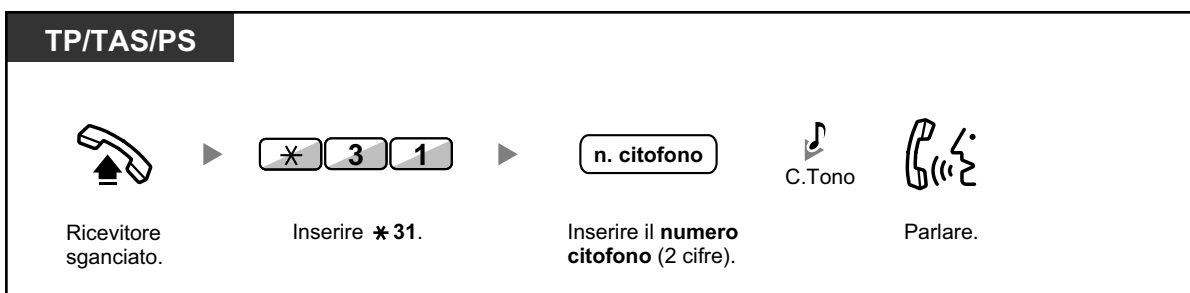 TP/TAS/PS
✳ 3 1
n. citofono
C.Tono
Ricevitore
sganciato.
Inserire ✳31.
Inserire il numero
citofono (2 cifre).
Parlare.